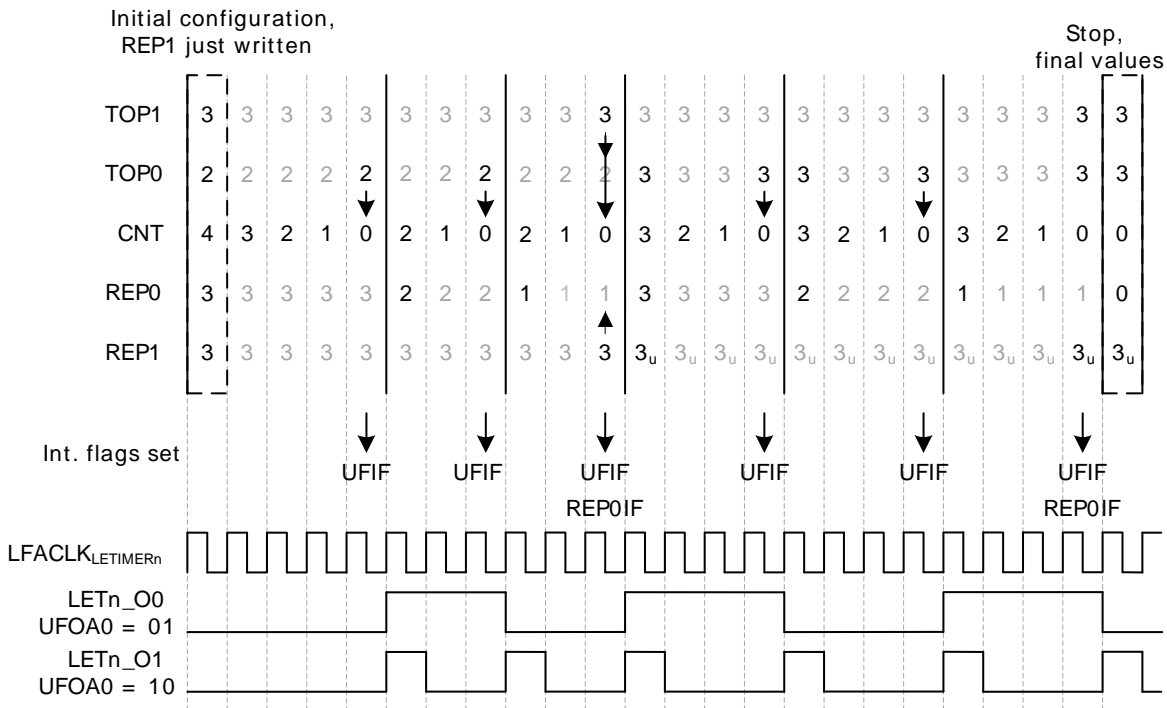 Initial configuration,
REP1 just written
Stop,
final values
TOP1 3 3 3 3 3 3 3 3 3 3 3 3 3 3 3 3 3 3 3 3 3 3 3 3
TOP0 2 2 2 2 2 2 2 2 2 2 2 3 3 3 3 3 3 3 3 3 3 3 3 3
CNT 4 3 2 1 0 2 1 0 2 1 0 3 2 1 0 3 2 1 0 3 2 1 0 0
REP0 3 3 3 3 3 2 2 2 1 1 1 3 3 3 3 2 2 2 2 1 1 1 1 0
REP1 3 3 3 3 3 3 3 3 3 3 3 3u 3u 3u 3u 3u 3u 3u 3u 3u 3u 3u 3u 3u
Int. flags set
UFIF UFIF UFIF UFIF UFIF UFIF
REP0IF REP0IF
LFACLKLETIMERn
LETn_O0
UFOA0 = 01
LETn_O1
UFOA0 = 10